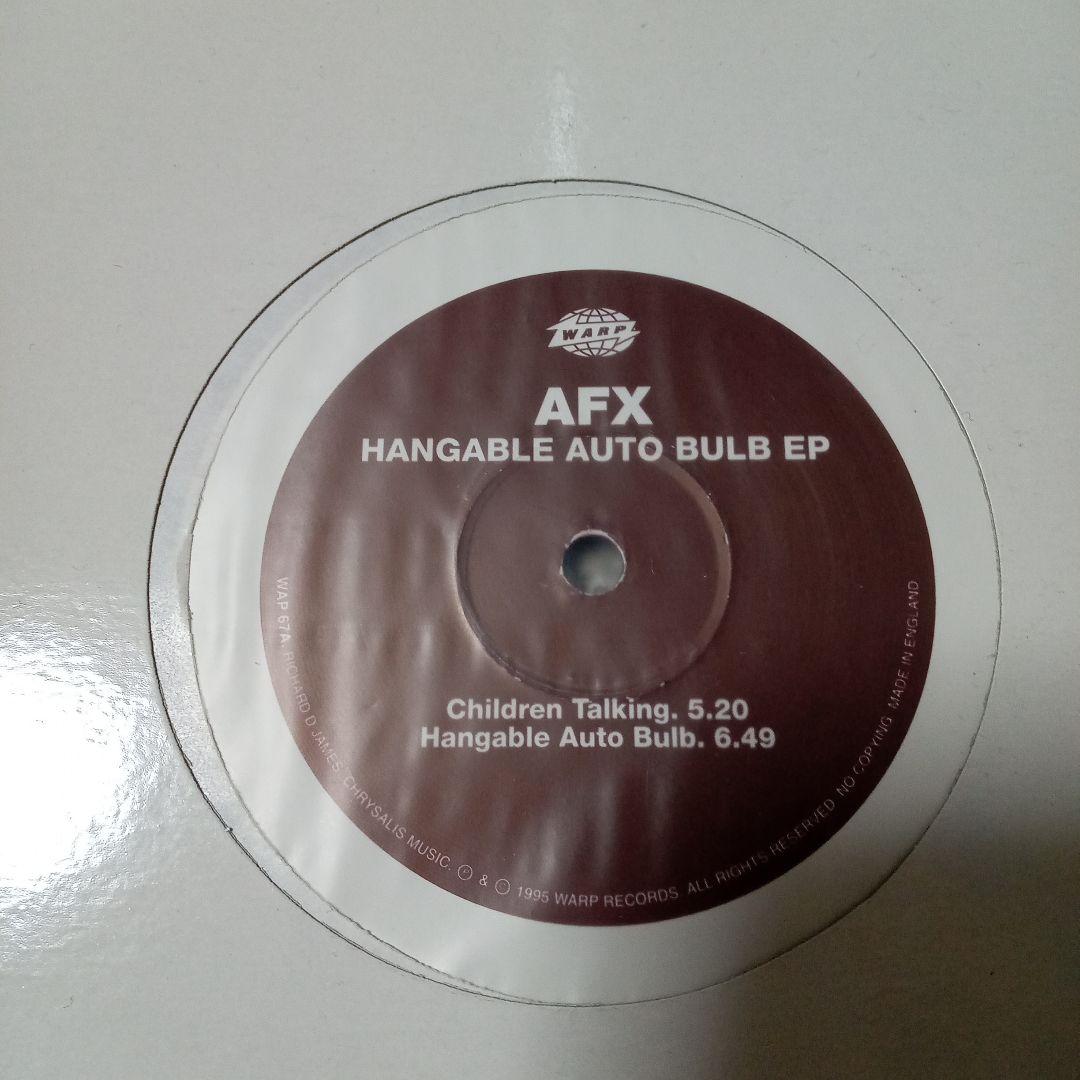 WARP
AFX
HANGABLE AUTO BULB EP
Children Talking. 5.20
Hangable Auto Bulb. 6.49
WAP 67A. RICHARD D JAMES. CHRYSALIS MUSIC. ℗ & © 1995 WARP RECORDS ALL RIGHTS RESERVED NO COPYING MADE IN ENGLAND